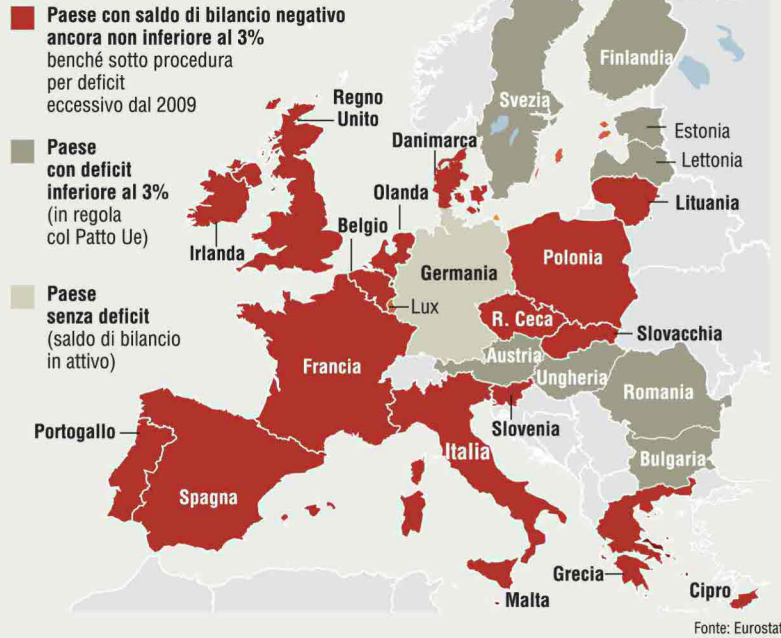 Paese con saldo di bilancio negativo
ancora non inferiore al 3%
benché sotto procedura
per deficit
eccessivo dal 2009
Paese
con deficit
inferiore al 3%
(in regola
col Patto Ue)
Paese
senza deficit
(saldo di bilancio
in attivo)
Finlandia
Svezia
Regno
Unito
Estonia
Danimarca
Lettonia
Olanda
Lituania
Belgio
Irlanda
Polonia
Germania
Lux
R. Ceca
Slovacchia
Austria
Francia
Ungheria
Romania
Portogallo
Slovenia
Italia
Bulgaria
Spagna
Grecia
Cipro
Malta
Fonte: Eurostat